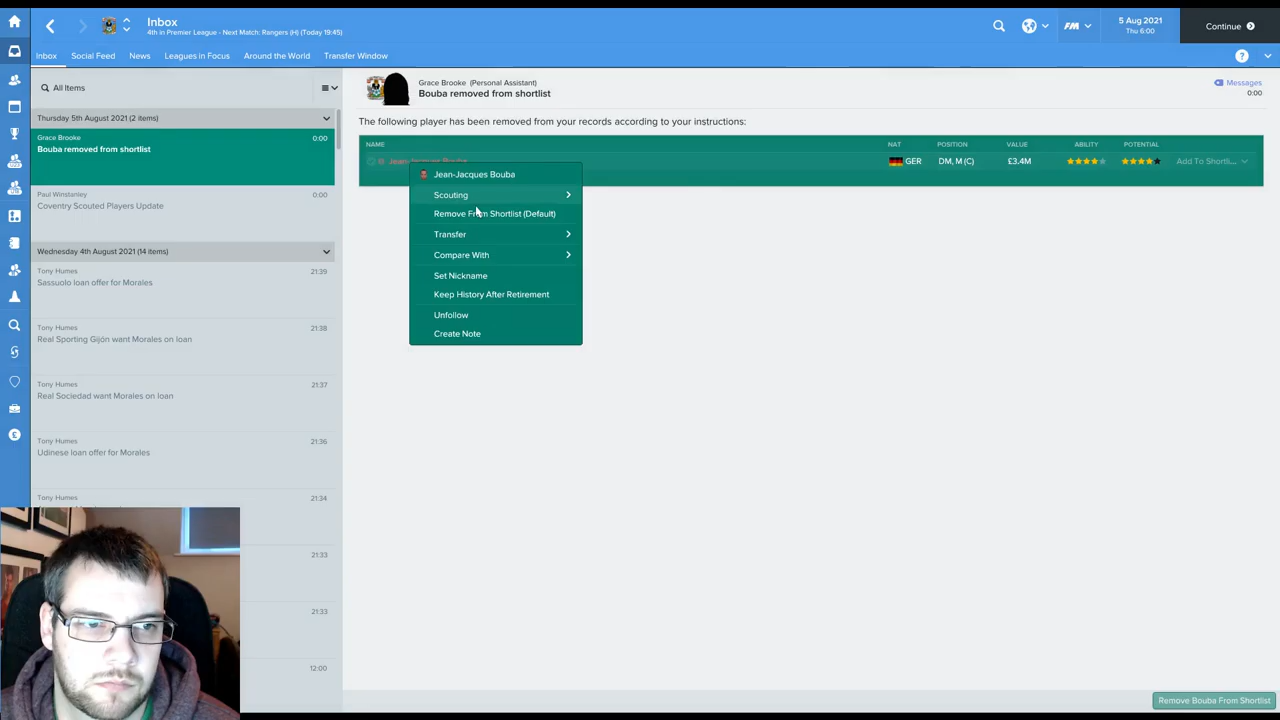 Inbox
4th in Premier League - Next Match: Rangers (H) (Today 19:45)
FM
5 Aug 2021
Thu 6:00
Continue
Inbox
Social Feed
News
Leagues in Focus
Around the World
Transfer Window
?
All Items
Thursday 5th August 2021 (2 items)
Grace Brooke
0:00
Bouba removed from shortlist
Paul Winstanley
0:00
Coventry Scouted Players Update
Wednesday 4th August 2021 (14 items)
Tony Humes
21:39
Sassuolo loan offer for Morales
Tony Humes
21:38
Real Sporting Gijón want Morales on loan
Tony Humes
21:37
Real Sociedad want Morales on loan
Tony Humes
21:36
Udinese loan offer for Morales
Tony Humes
21:34
21:33
21:33
12:00
Grace Brooke (Personal Assistant)
Bouba removed from shortlist
Messages
0:00
The following player has been removed from your records according to your instructions:
NAME NAT POSITION VALUE ABILITY POTENTIAL
Jean-Jacques Bouba GER DM, M (C) £3.4M Add To Shortli...
Jean-Jacques Bouba
Scouting
Remove From Shortlist (Default)
Transfer
Compare With
Set Nickname
Keep History After Retirement
Unfollow
Create Note
Remove Bouba From Shortlist